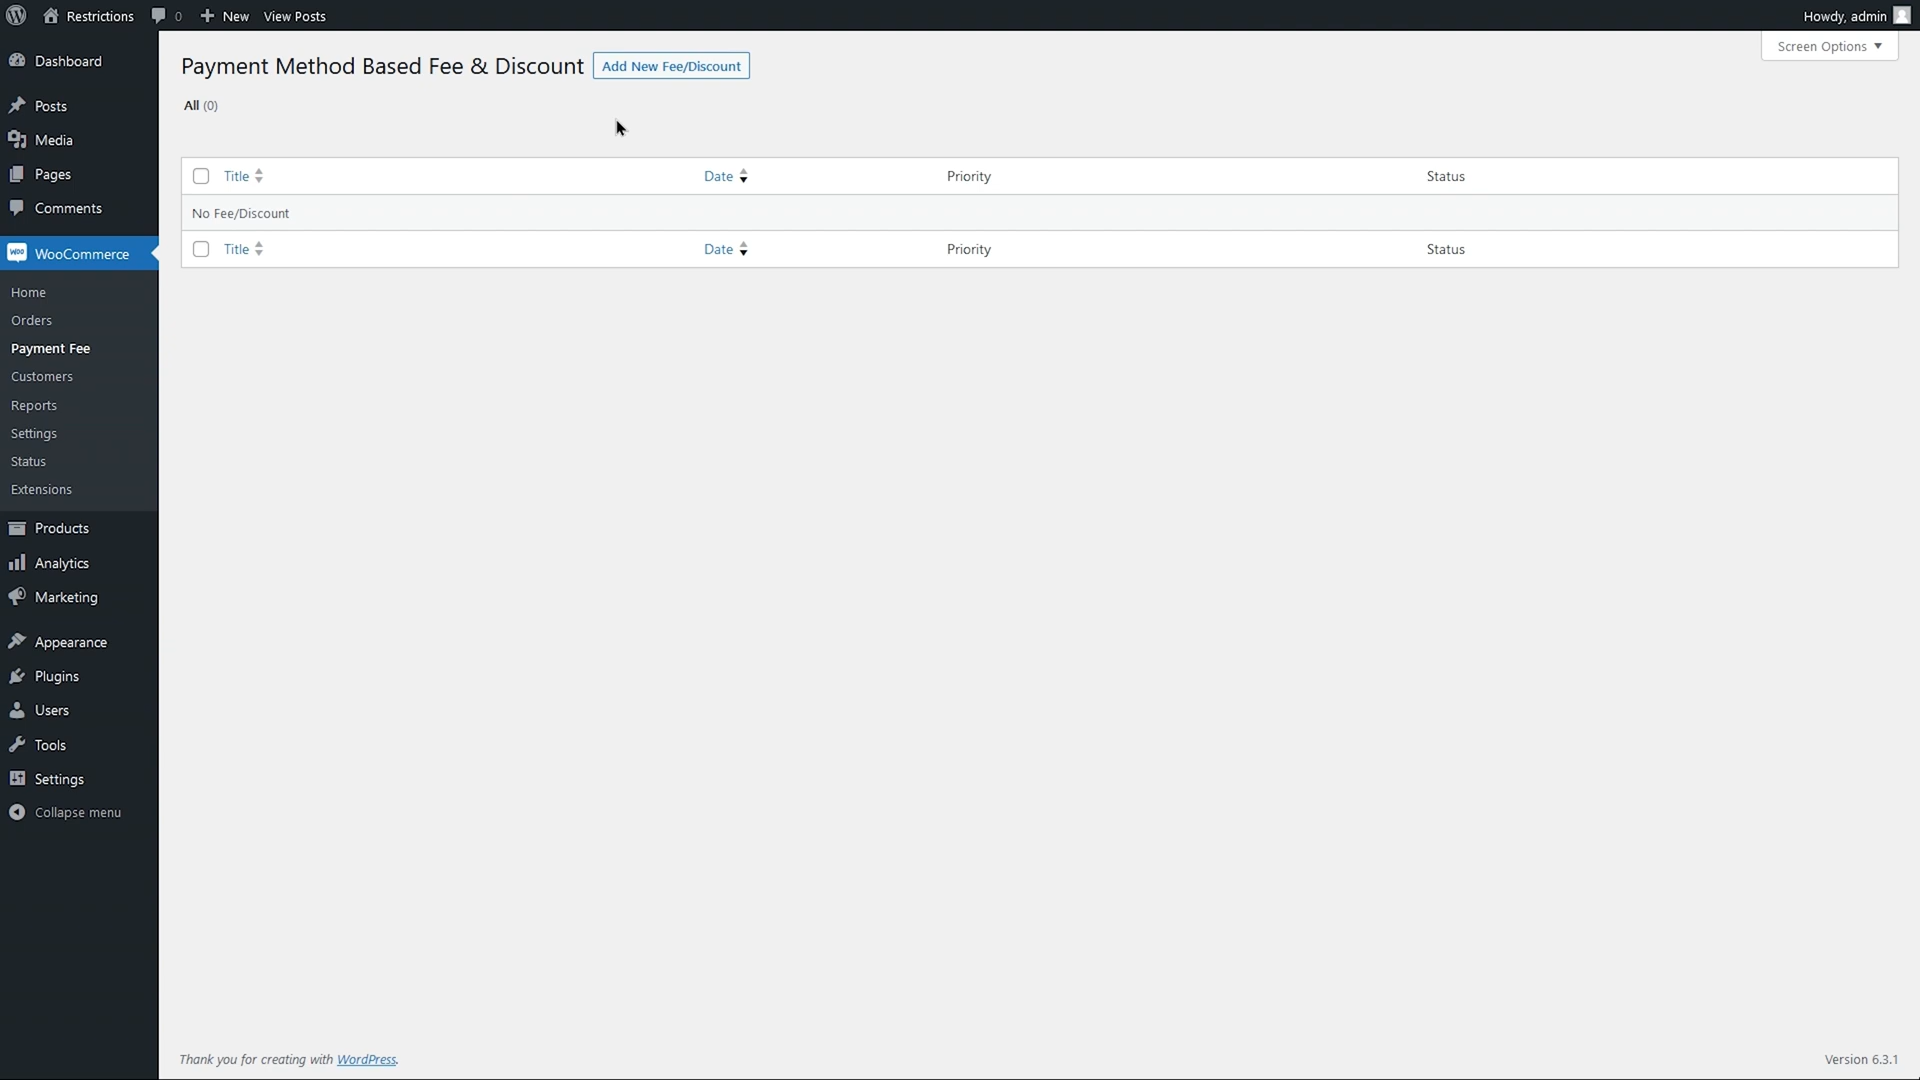 Restrictions 0 New View Posts Howdy, admin
Screen Options
Dashboard
Posts
Media
Pages
Comments
WooCommerce
Home
Orders
Payment Fee
Customers
Reports
Settings
Status
Extensions
Products
Analytics
Marketing
Appearance
Plugins
Users
Tools
Settings
Collapse menu
Payment Method Based Fee & Discount Add New Fee/Discount
All (0)
Title Date Priority Status
No Fee/Discount
Title Date Priority Status
Thank you for creating with WordPress. Version 6.3.1